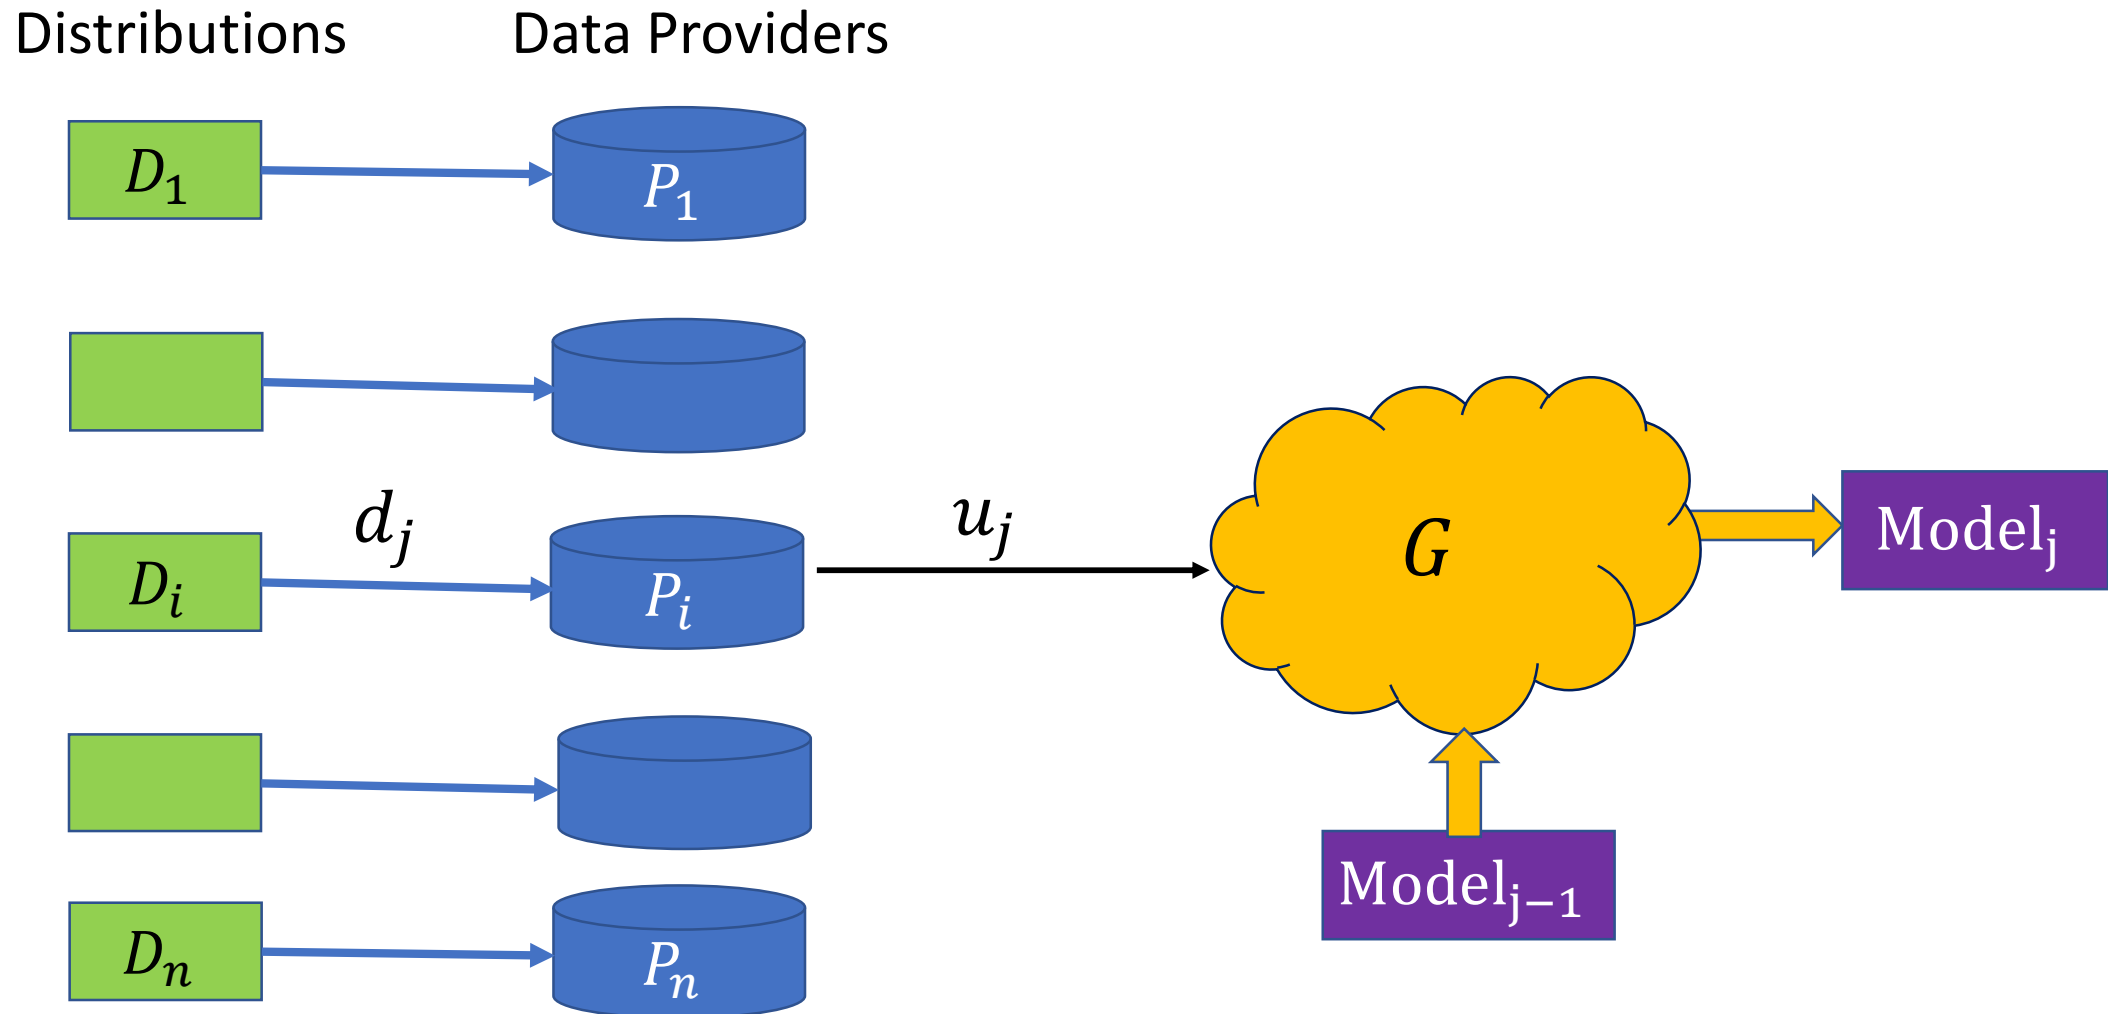 Distributions Data Providers
D₁ P₁
dⱼ uⱼ
Dᵢ Pᵢ G Modelⱼ
Modelⱼ₋₁
Dₙ Pₙ